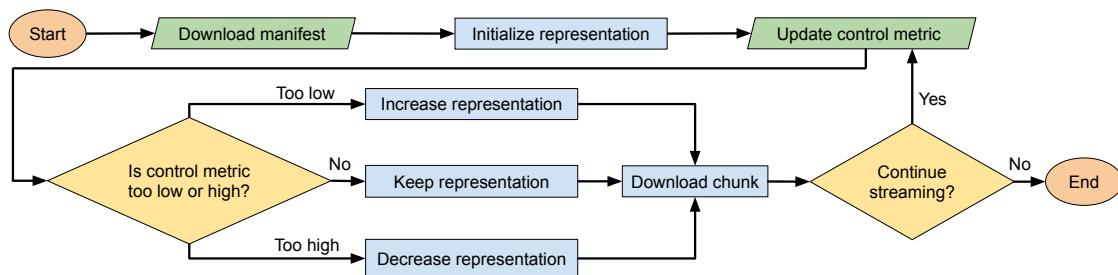 Start
Download manifest
Initialize representation
Update control metric
Too low
Increase representation
Yes
Is control metric
too low or high?
No
Keep representation
Download chunk
Continue
streaming?
No
End
Too high
Decrease representation